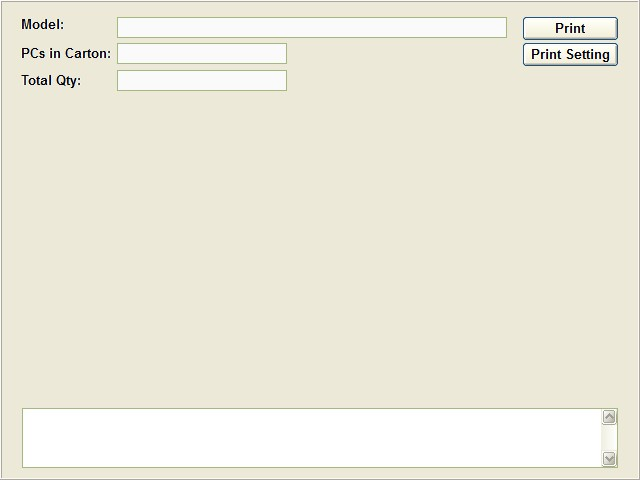 Model:
Print
PCs in Carton:
Print Setting
Total Qty: